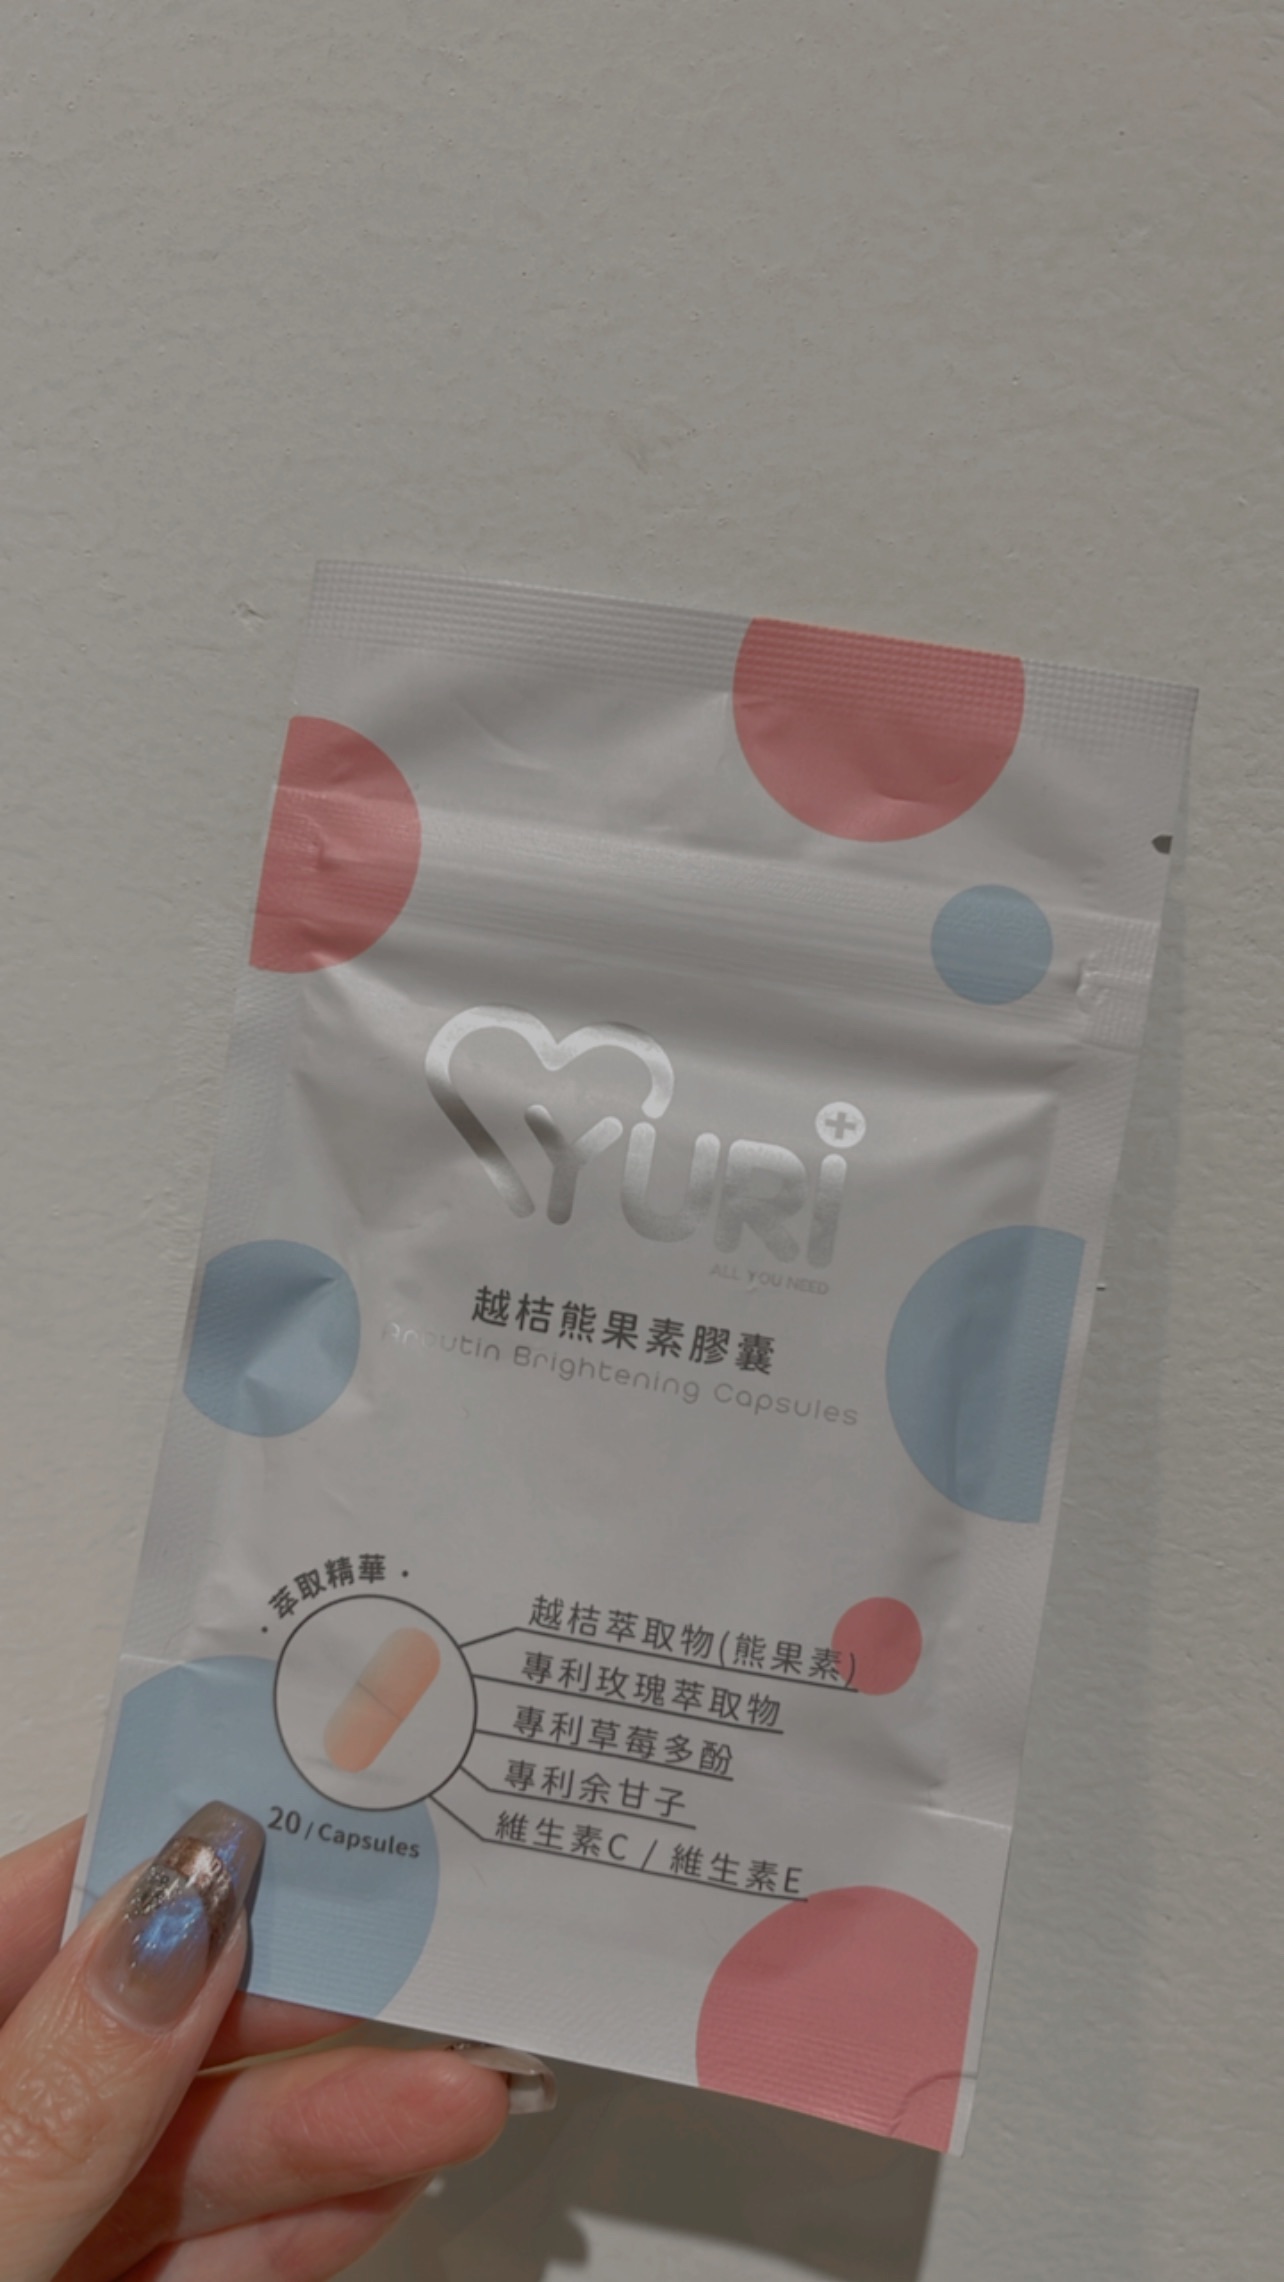 YURi
ALL YOU NEED
越桔熊果素膠囊
Arbutin Brightening Capsules
·萃取精華·
越桔萃取物(熊果素)
專利玫瑰萃取物
專利草莓多酚
專利余甘子
維生素C / 維生素E
20 / Capsules